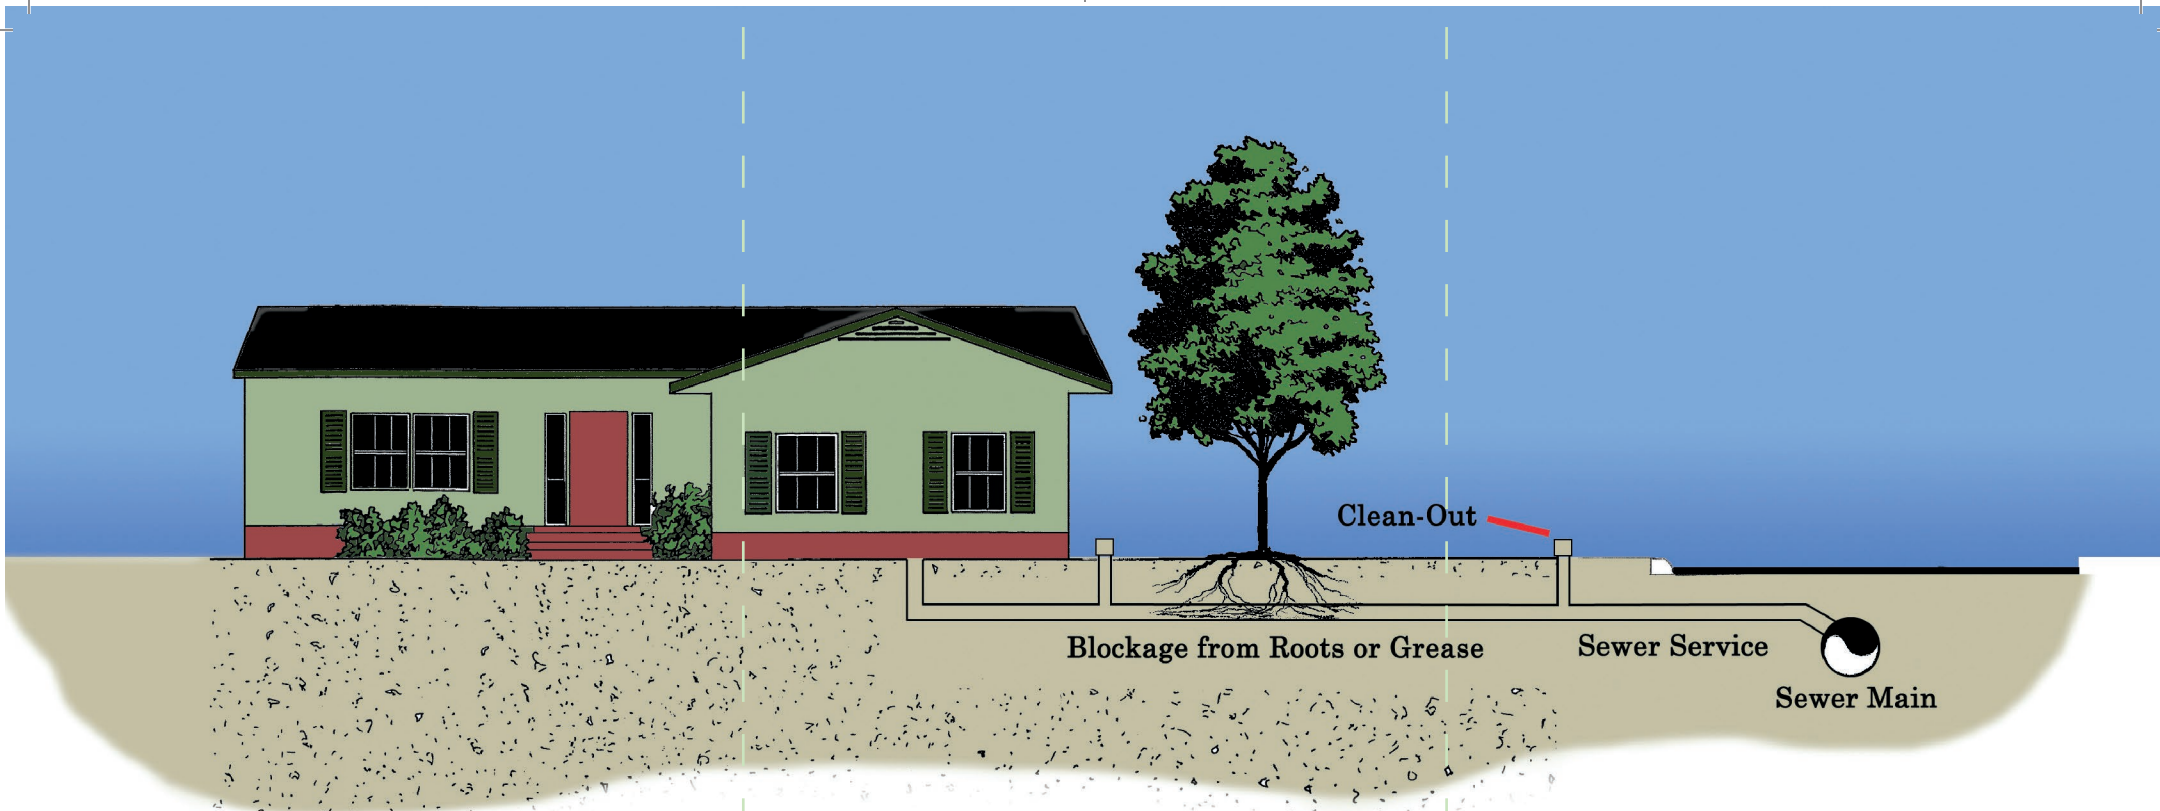 Clean-Out
Blockage from Roots or Grease
Sewer Service
Sewer Main